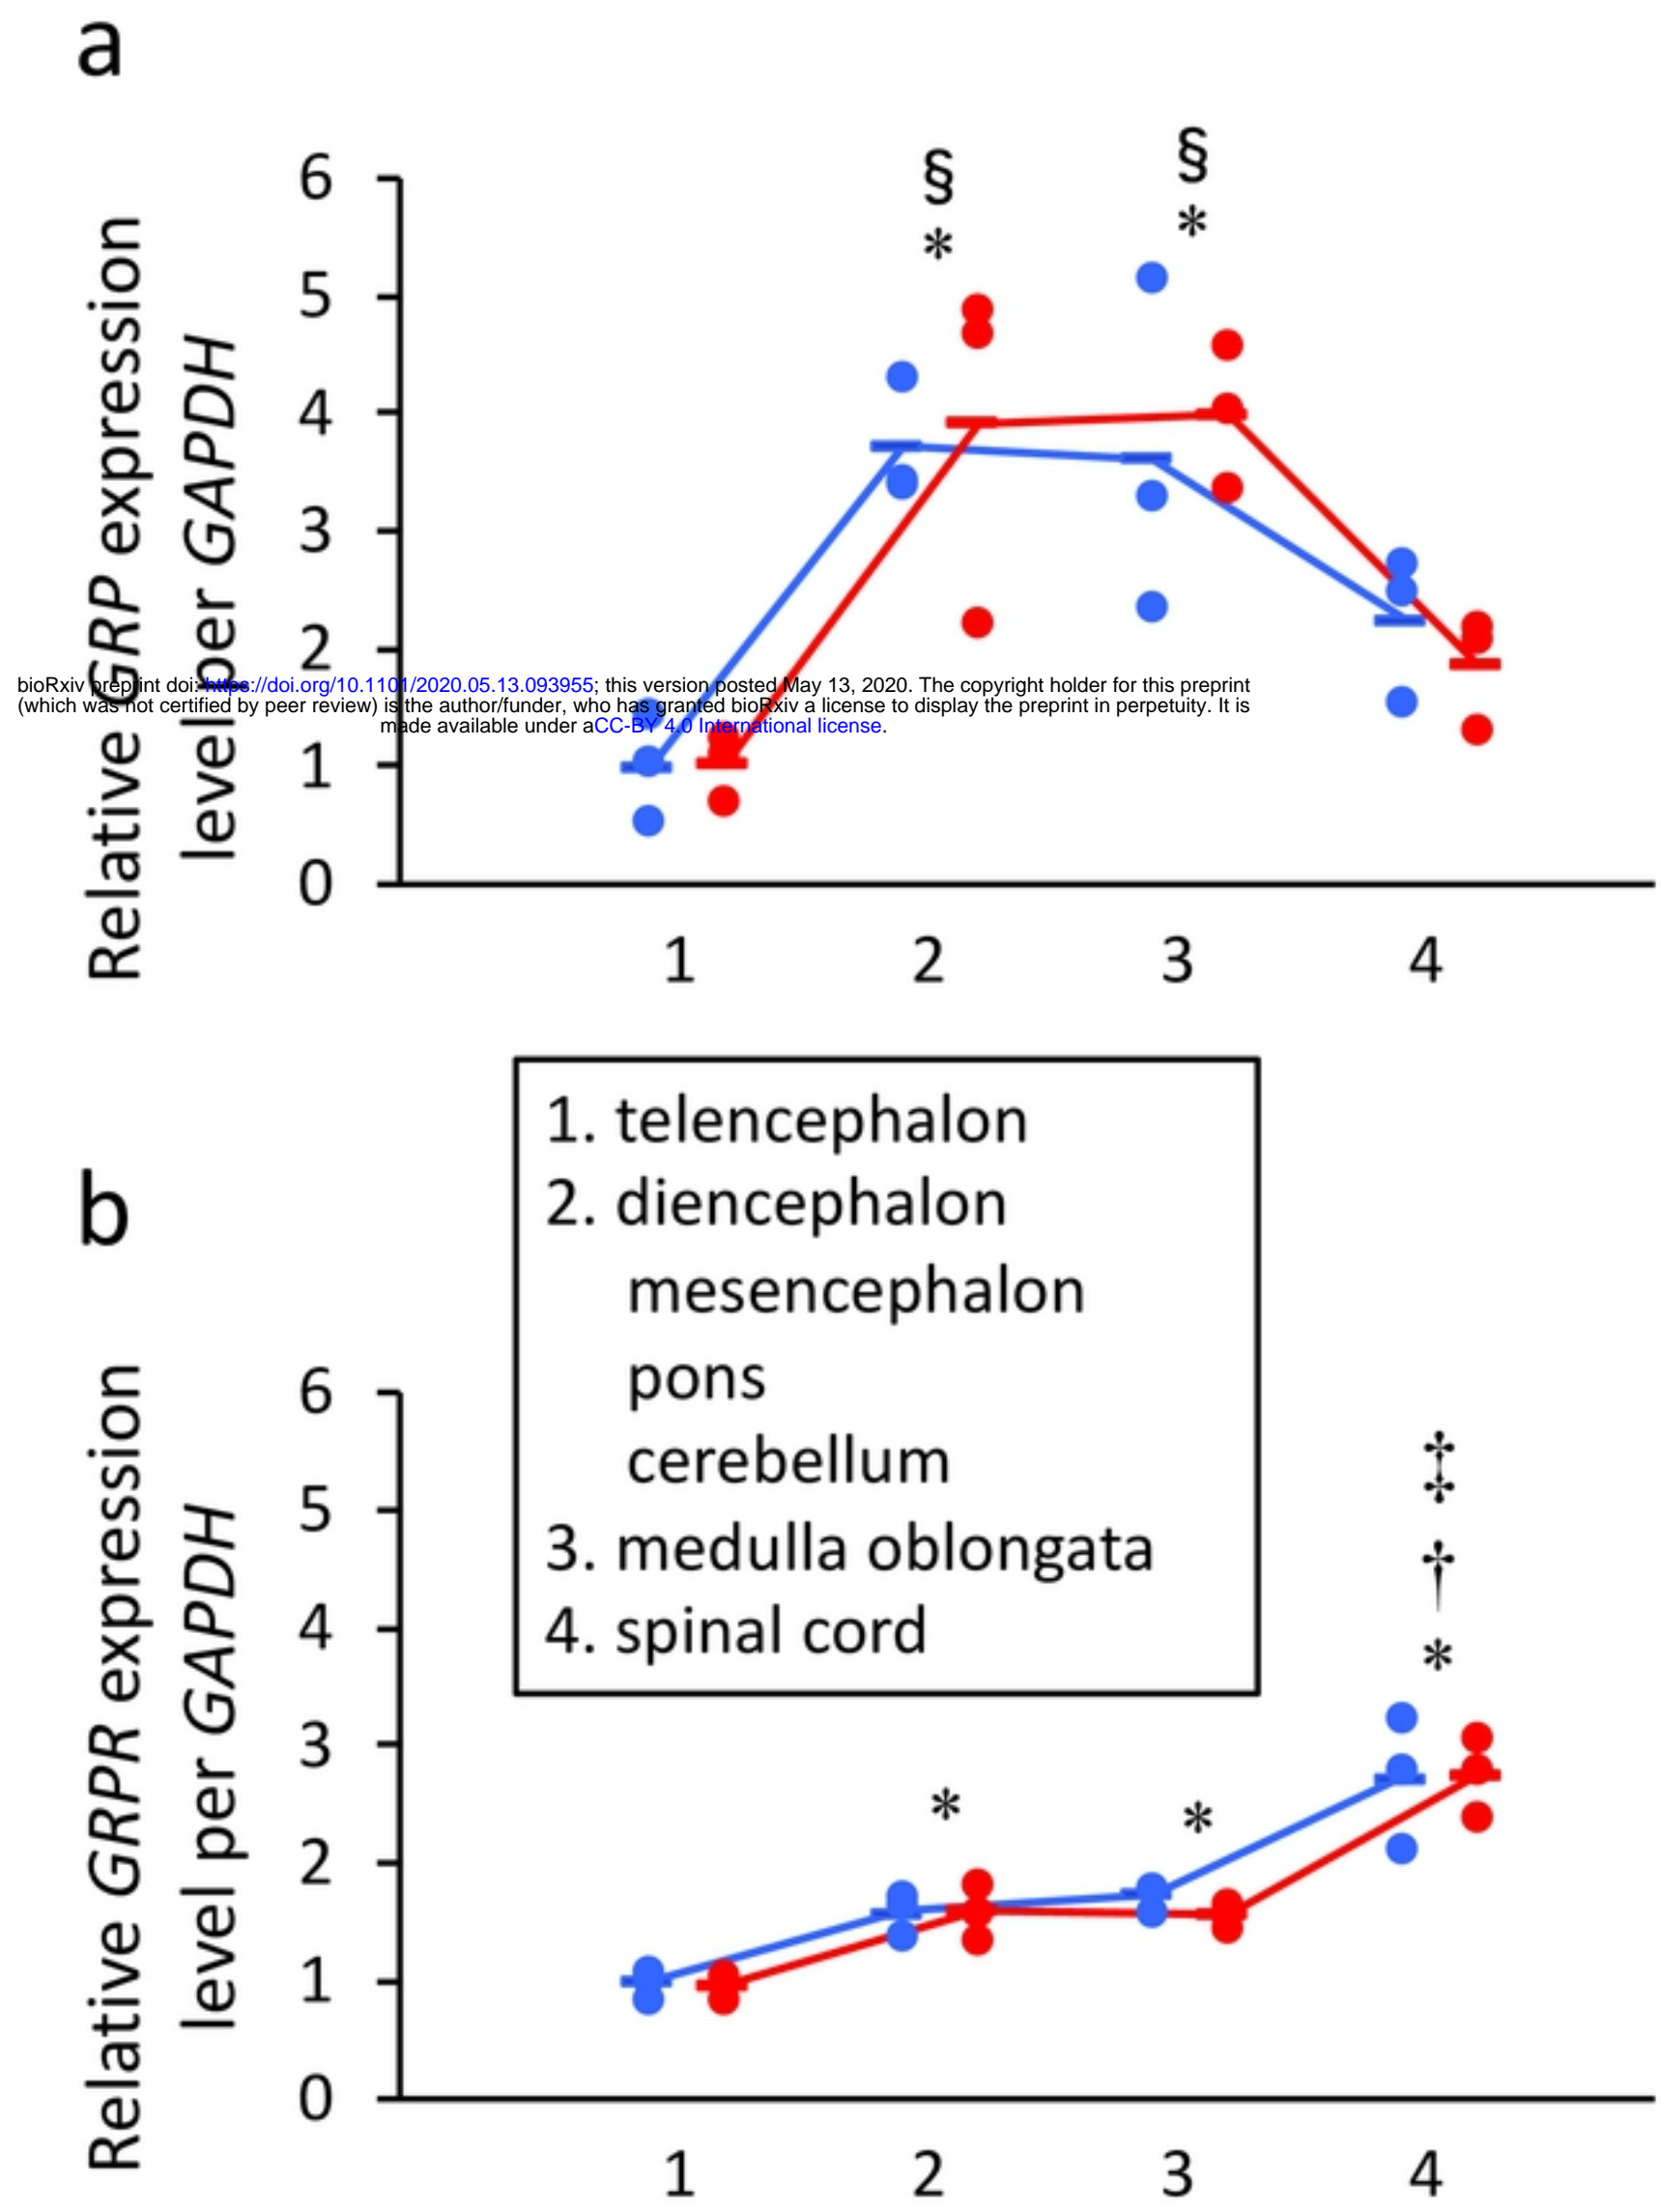 a
Relative GRP expression
level per GAPDH
6
5
4
3
2
1
0
§
*
§
*
bioRxiv preprint doi: https://doi.org/10.1101/2020.05.13.093955; this version posted May 13, 2020. The copyright holder for this preprint
(which was not certified by peer review) is the author/funder, who has granted bioRxiv a license to display the preprint in perpetuity. It is
made available under aCC-BY 4.0 International license.
1 2 3 4
1. telencephalon
2. diencephalon
mesencephalon
pons
cerebellum
3. medulla oblongata
4. spinal cord
b
Relative GRPR expression
level per GAPDH
6
5
4
3
2
1
0
*
*
‡
†
*
1 2 3 4